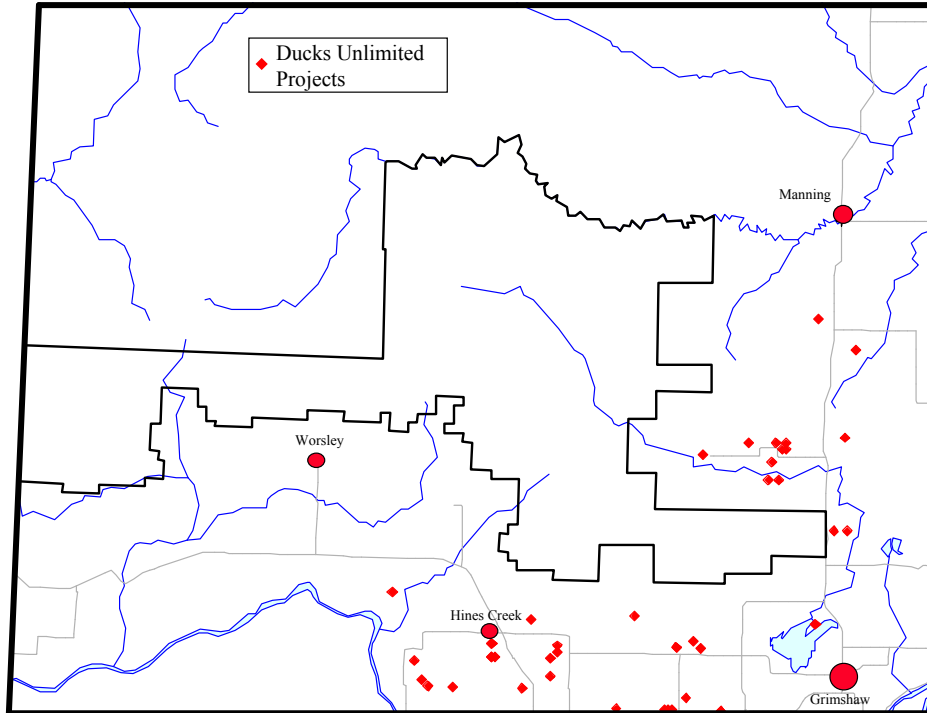 Ducks Unlimited
Projects
Manning
Worsley
Hines Creek
Grimshaw